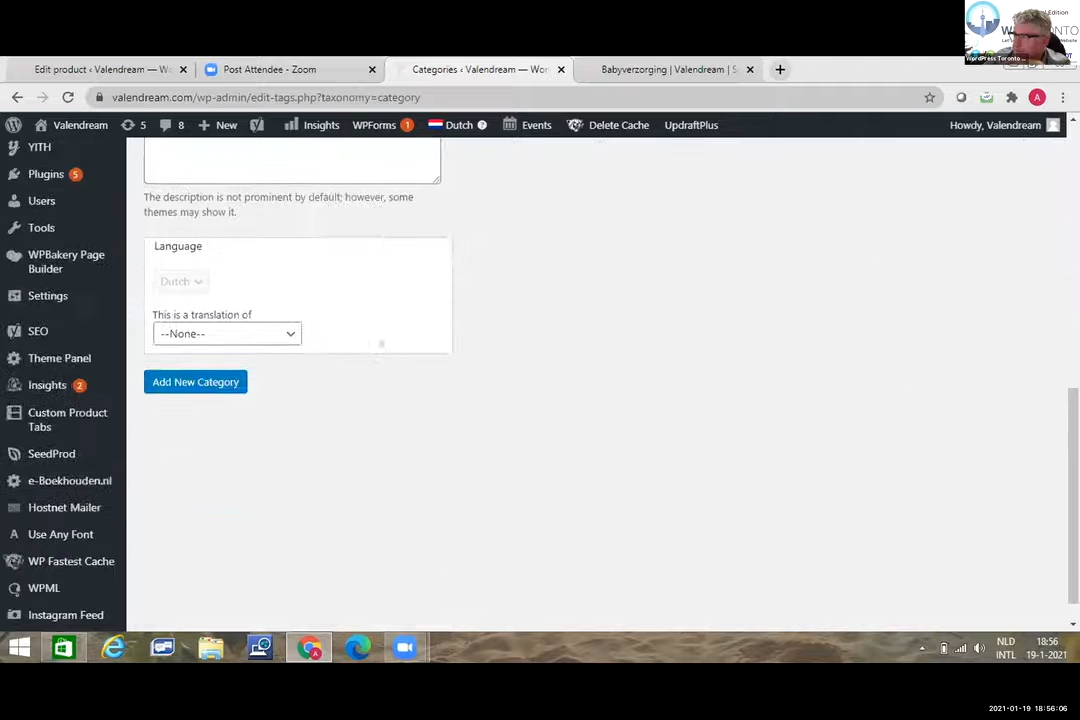 Edition
TORONTO
WordPress Toronto ...
Edit product ‹ Valendream — W
Post Attendee - Zoom
Categories ‹ Valendream — Wor
Babyverzorging | Valendream | S
valendream.com/wp-admin/edit-tags.php?taxonomy=category
A
Valendream
5
8
New
Insights
WPForms 1
Dutch
Events
Delete Cache
UpdraftPlus
Howdy, Valendream
YITH
Plugins 5
Users
Tools
WPBakery Page
Builder
Settings
SEO
Theme Panel
Insights 2
Custom Product
Tabs
SeedProd
e-Boekhouden.nl
Hostnet Mailer
Use Any Font
WP Fastest Cache
WPML
Instagram Feed
The description is not prominent by default; however, some
themes may show it.
Language
Dutch
This is a translation of
--None--
Add New Category
NLD
INTL
18:56
19-1-2021
2021-01-19 18:56:06